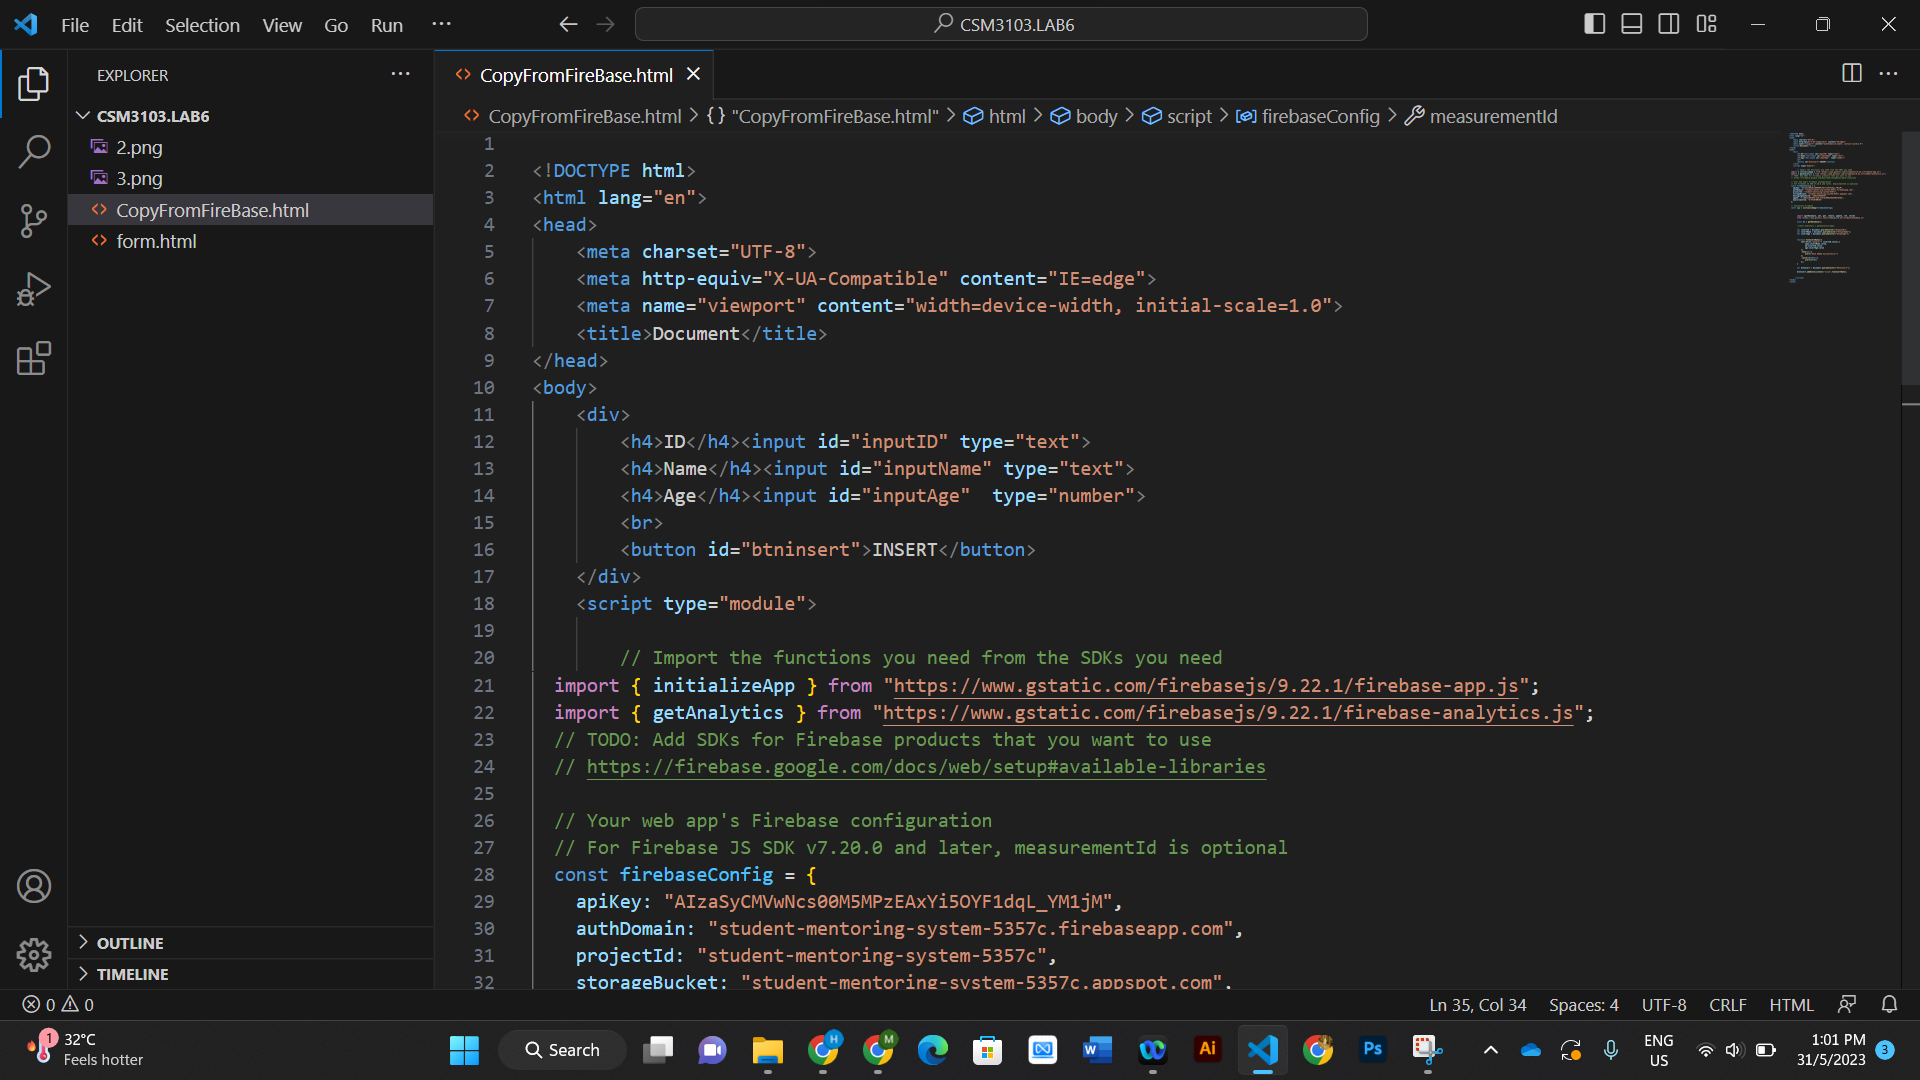 File Edit Selection View Go Run ··· CSM3103.LAB6
EXPLORER
CSM3103.LAB6
2.png
3.png
CopyFromFireBase.html
form.html
OUTLINE
TIMELINE
CopyFromFireBase.html
CopyFromFireBase.html > {} "CopyFromFireBase.html" > html > body > script > firebaseConfig > measurementId
1
2 <!DOCTYPE html>
3 <html lang="en">
4 <head>
5 <meta charset="UTF-8">
6 <meta http-equiv="X-UA-Compatible" content="IE=edge">
7 <meta name="viewport" content="width=device-width, initial-scale=1.0">
8 <title>Document</title>
9 </head>
10 <body>
11 <div>
12 <h4>ID</h4><input id="inputID" type="text">
13 <h4>Name</h4><input id="inputName" type="text">
14 <h4>Age</h4><input id="inputAge"  type="number">
15 <br>
16 <button id="btninsert">INSERT</button>
17 </div>
18 <script type="module">
19
20 // Import the functions you need from the SDKs you need
21 import { initializeApp } from "https://www.gstatic.com/firebasejs/9.22.1/firebase-app.js";
22 import { getAnalytics } from "https://www.gstatic.com/firebasejs/9.22.1/firebase-analytics.js";
23 // TODO: Add SDKs for Firebase products that you want to use
24 // https://firebase.google.com/docs/web/setup#available-libraries
25
26 // Your web app's Firebase configuration
27 // For Firebase JS SDK v7.20.0 and later, measurementId is optional
28 const firebaseConfig = {
29 apiKey: "AIzaSyCMVwNcs00M5MPzEAxYi5OYF1dqL_YM1jM",
30 authDomain: "student-mentoring-system-5357c.firebaseapp.com",
31 projectId: "student-mentoring-system-5357c",
32 storageBucket: "student-mentoring-system-5357c.appspot.com",
0 0 Ln 35, Col 34 Spaces: 4 UTF-8 CRLF HTML
1 32°C
Feels hotter
Search
H
M
W
Ai
Ps
ENG
US
1:01 PM
31/5/2023
3